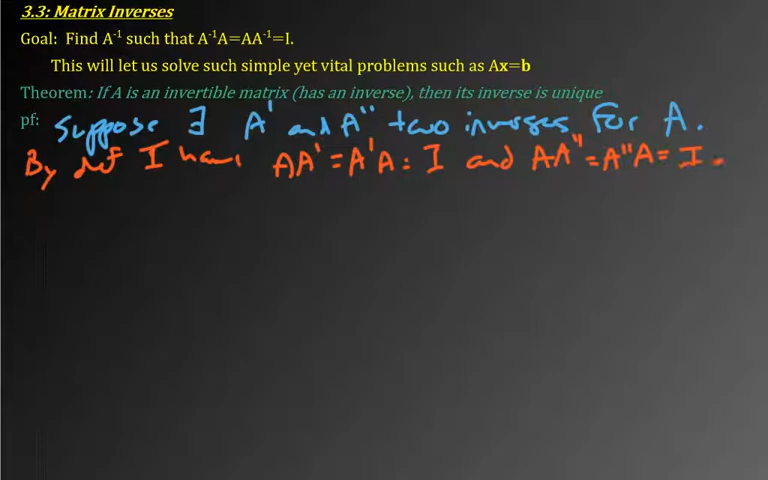 3.3: Matrix Inverses
Goal: Find A⁻¹ such that A⁻¹A=AA⁻¹=I.
This will let us solve such simple yet vital problems such as Ax=b
Theorem: If A is an invertible matrix (has an inverse), then its inverse is unique
pf: Suppose ∃ A' and A'' two inverses for A.
By def I have AA' = A'A = I and AA'' = A''A = I.